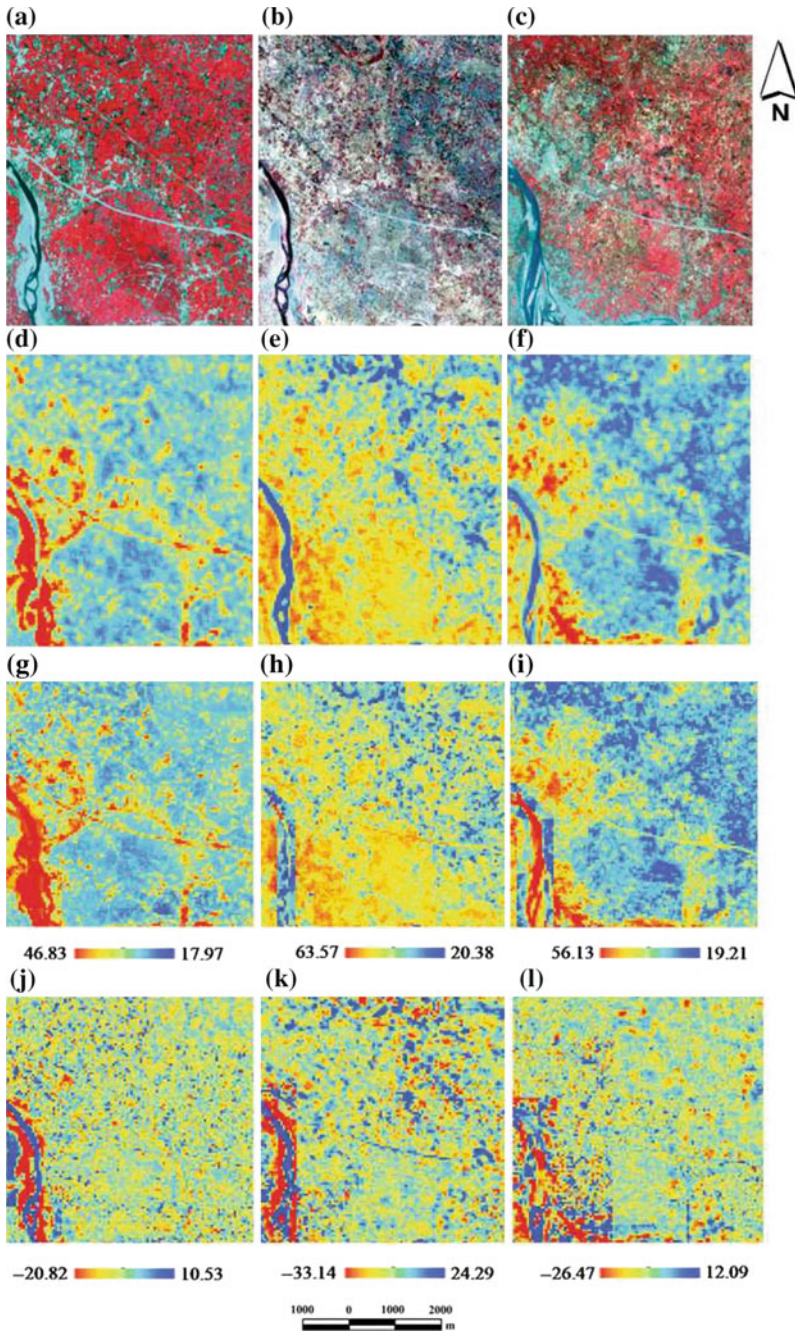 (a) (b) (c)
N
(d) (e) (f)
(g) (h) (i)
46.83 17.97 63.57 20.38 56.13 19.21
(j) (k) (l)
−20.82 10.53 −33.14 24.29 −26.47 12.09
1000 0 1000 2000
m